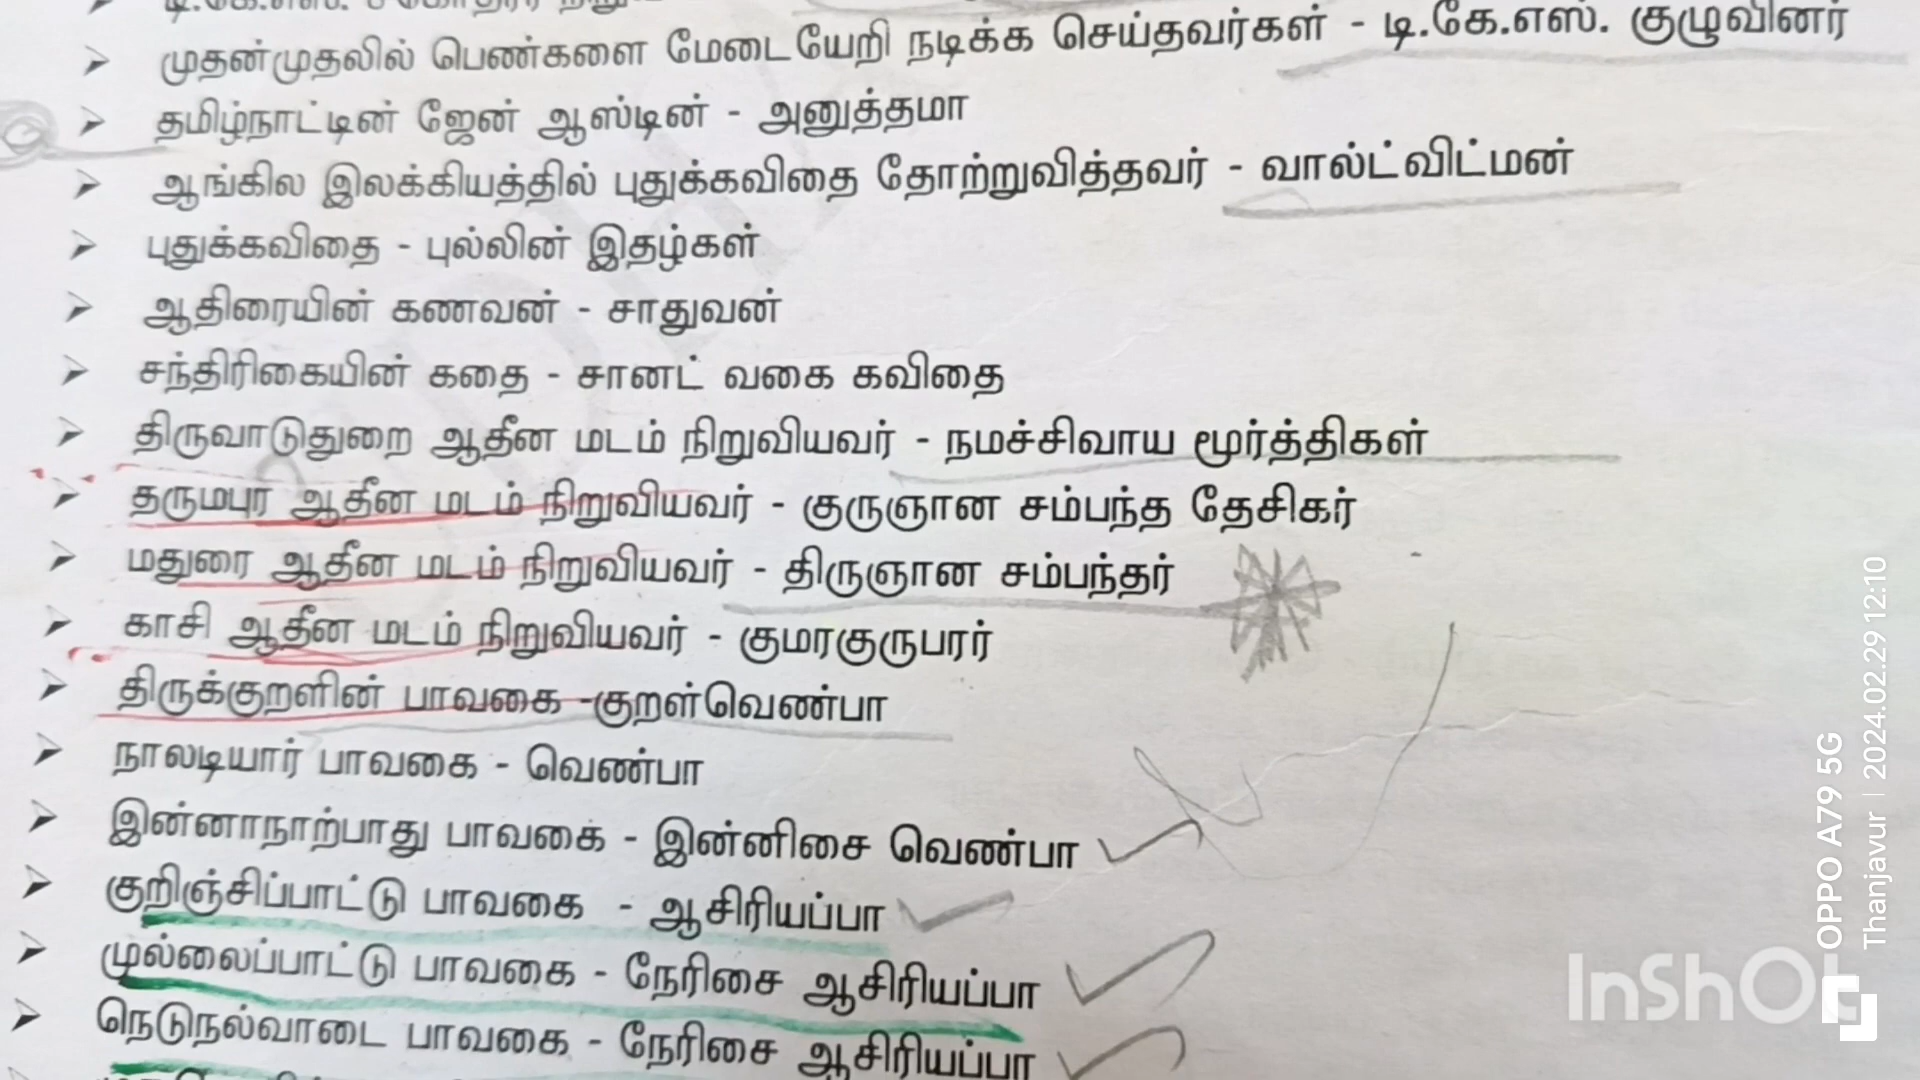 டி.கே.எஸ்.
முதன்முதலில் பெண்களை மேடையேறி நடிக்க செய்தவர்கள் - டி.கே.எஸ். குழுவினர்
தமிழ்நாட்டின் ஜேன் ஆஸ்டின் - அனுத்தமா
ஆங்கில இலக்கியத்தில் புதுக்கவிதை தோற்றுவித்தவர் - வால்ட்விட்மன்
புதுக்கவிதை - புல்லின் இதழ்கள்
ஆதிரையின் கணவன் - சாதுவன்
சந்திரிகையின் கதை - சானட் வகை கவிதை
திருவாடுதுறை ஆதீன மடம் நிறுவியவர் - நமச்சிவாய மூர்த்திகள்
தருமபுர ஆதீன மடம் நிறுவியவர் - குருஞான சம்பந்த தேசிகர்
மதுரை ஆதீன மடம் நிறுவியவர் - திருஞான சம்பந்தர்
காசி ஆதீன மடம் நிறுவியவர் - குமரகுருபரர்
திருக்குறளின் பாவகை -குறள்வெண்பா
நாலடியார் பாவகை - வெண்பா
இன்னாநாற்பாது பாவகை - இன்னிசை வெண்பா
குறிஞ்சிப்பாட்டு பாவகை - ஆசிரியப்பா
முல்லைப்பாட்டு பாவகை - நேரிசை ஆசிரியப்பா
நெடுநல்வாடை பாவகை - நேரிசை ஆசிரியப்பா
OPPO A79 5G
Thanjavur | 2024.02.29 12:10
InShOt